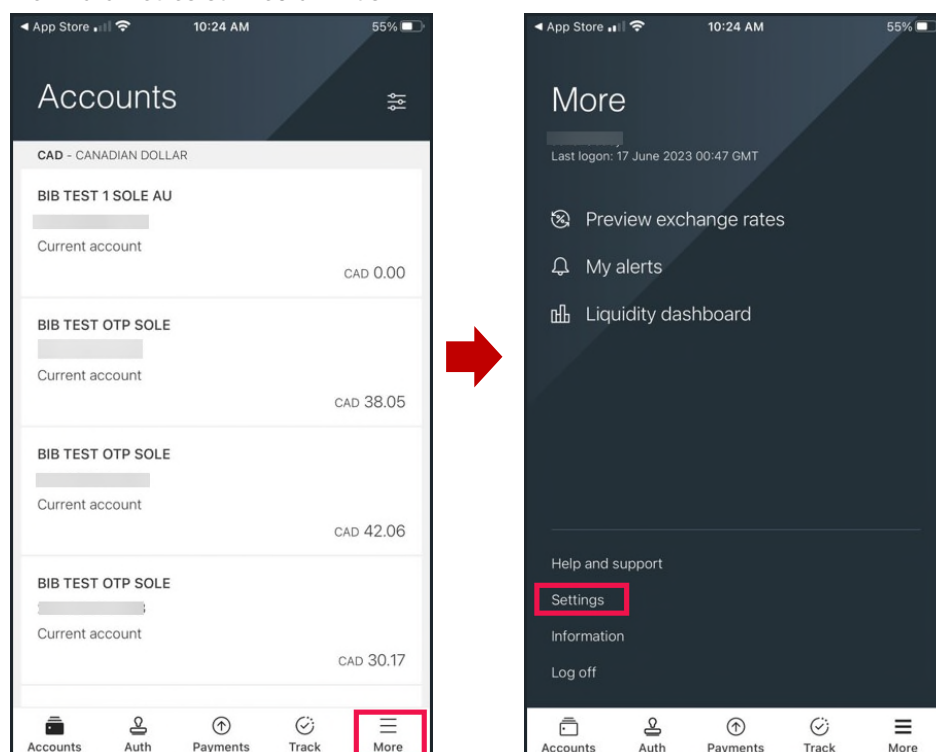 App Store 10:24 AM 55%
Accounts
CAD - CANADIAN DOLLAR
BIB TEST 1 SOLE AU
Current account
CAD 0.00
BIB TEST OTP SOLE
Current account
CAD 38.05
BIB TEST OTP SOLE
Current account
CAD 42.06
BIB TEST OTP SOLE
Current account
CAD 30.17
Accounts Auth Payments Track More
App Store 10:24 AM 55%
More
Last logon: 17 June 2023 00:47 GMT
Preview exchange rates
My alerts
Liquidity dashboard
Help and support
Settings
Information
Log off
Accounts Auth Payments Track More